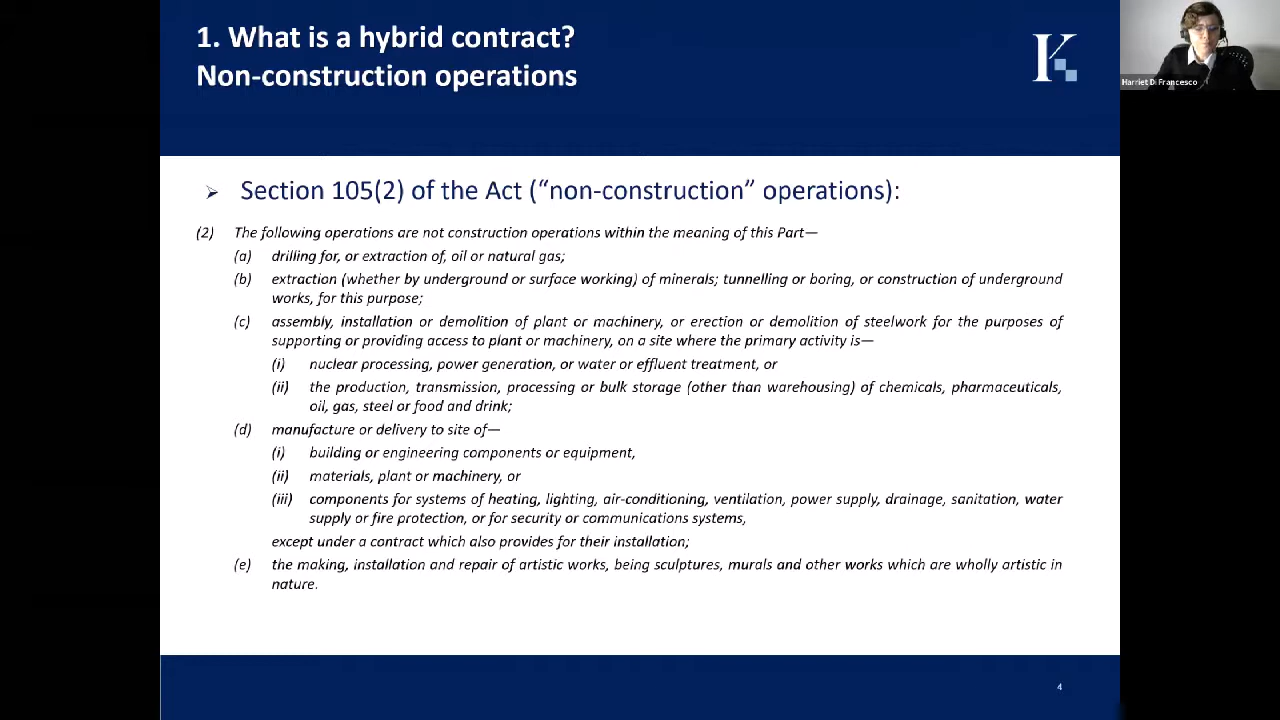 1. What is a hybrid contract?
Non-construction operations
K
Harriet Di Francesco
➢ Section 105(2) of the Act (“non-construction” operations):
(2) The following operations are not construction operations within the meaning of this Part—
(a) drilling for, or extraction of, oil or natural gas;
(b) extraction (whether by underground or surface working) of minerals; tunnelling or boring, or construction of underground
works, for this purpose;
(c) assembly, installation or demolition of plant or machinery, or erection or demolition of steelwork for the purposes of
supporting or providing access to plant or machinery, on a site where the primary activity is—
(i) nuclear processing, power generation, or water or effluent treatment, or
(ii) the production, transmission, processing or bulk storage (other than warehousing) of chemicals, pharmaceuticals,
oil, gas, steel or food and drink;
(d) manufacture or delivery to site of—
(i) building or engineering components or equipment,
(ii) materials, plant or machinery, or
(iii) components for systems of heating, lighting, air-conditioning, ventilation, power supply, drainage, sanitation, water
supply or fire protection, or for security or communications systems,
except under a contract which also provides for their installation;
(e) the making, installation and repair of artistic works, being sculptures, murals and other works which are wholly artistic in
nature.
4